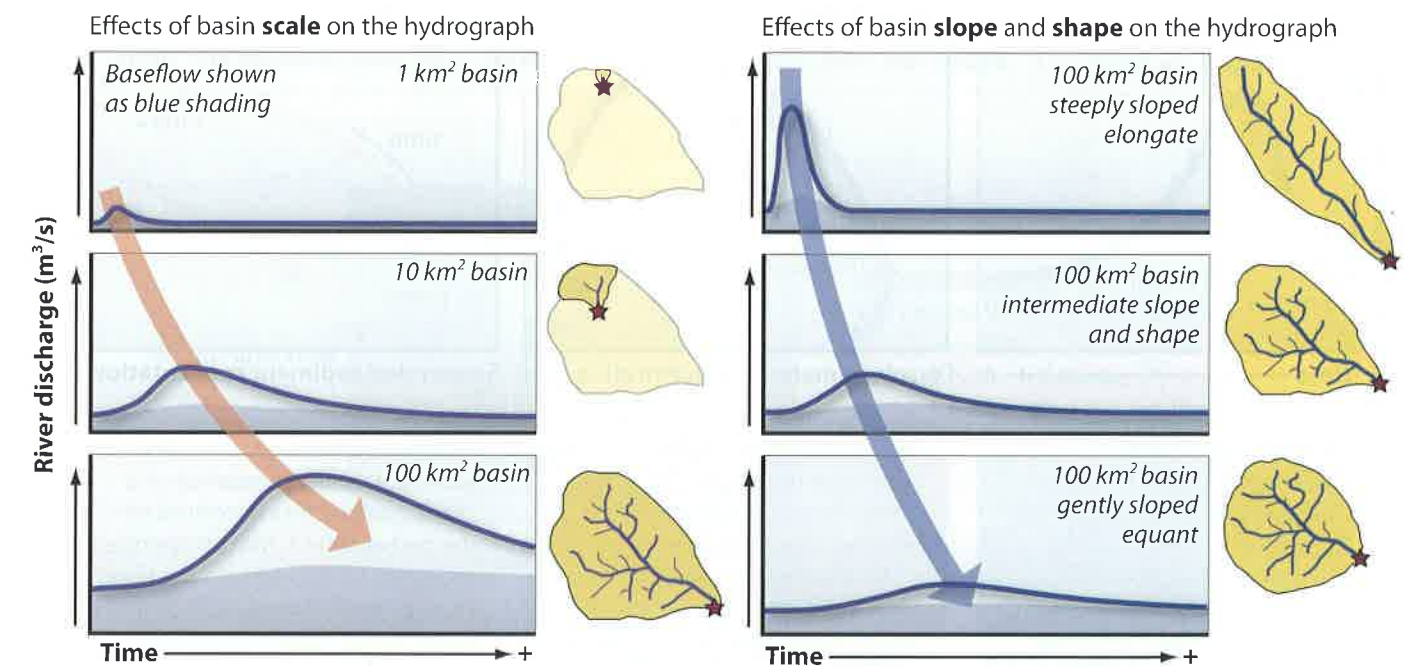 Effects of basin scale on the hydrograph
Baseflow shown
as blue shading
1 km² basin
10 km² basin
100 km² basin
River discharge (m³/s)
Time
+
Effects of basin slope and shape on the hydrograph
100 km² basin
steeply sloped
elongate
100 km² basin
intermediate slope
and shape
100 km² basin
gently sloped
equant
Time
+